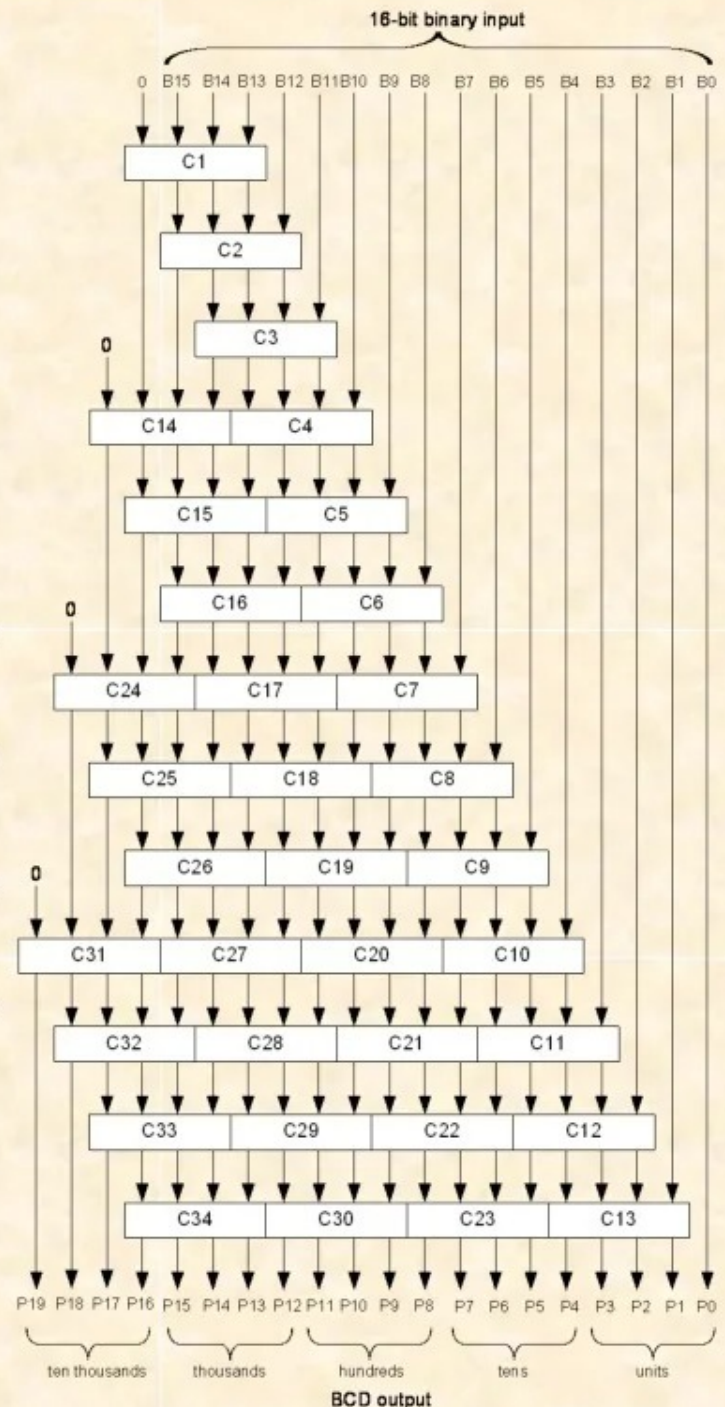 16-bit binary input
0 B15 B14 B13 B12 B11 B10 B9 B8 B7 B6 B5 B4 B3 B2 B1 B0
C1
C2
C3
0
C14 C4
C15 C5
C16 C6
0
C24 C17 C7
C25 C18 C8
C26 C19 C9
0
C31 C27 C20 C10
C32 C28 C21 C11
C33 C29 C22 C12
C34 C30 C23 C13
P19 P18 P17 P16 P15 P14 P13 P12 P11 P10 P9 P8 P7 P6 P5 P4 P3 P2 P1 P0
ten thousands thousands hundreds tens units
BCD output